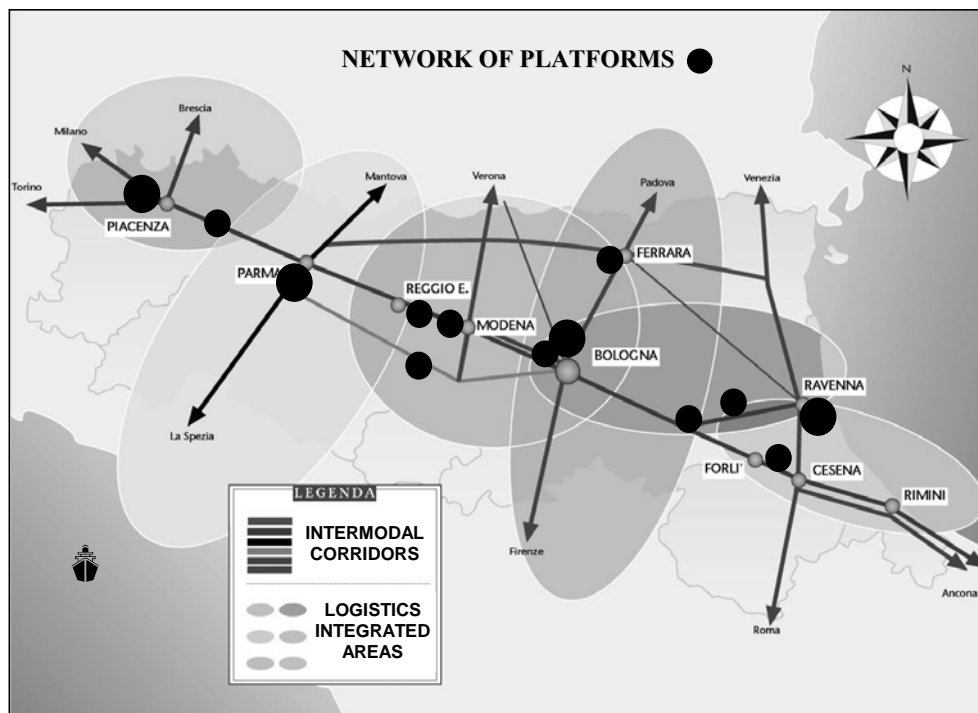 NETWORK OF PLATFORMS
N
Brescia
Milano
Torino
Mantova
Verona
Padova
Venezia
PIACENZA
PARMA
FERRARA
REGGIO E.
MODENA
BOLOGNA
RAVENNA
La Spezia
FORLI'
CESENA
RIMINI
Firenze
Ancona
Roma
LEGENDA
INTERMODAL
CORRIDORS
LOGISTICS
INTEGRATED
AREAS